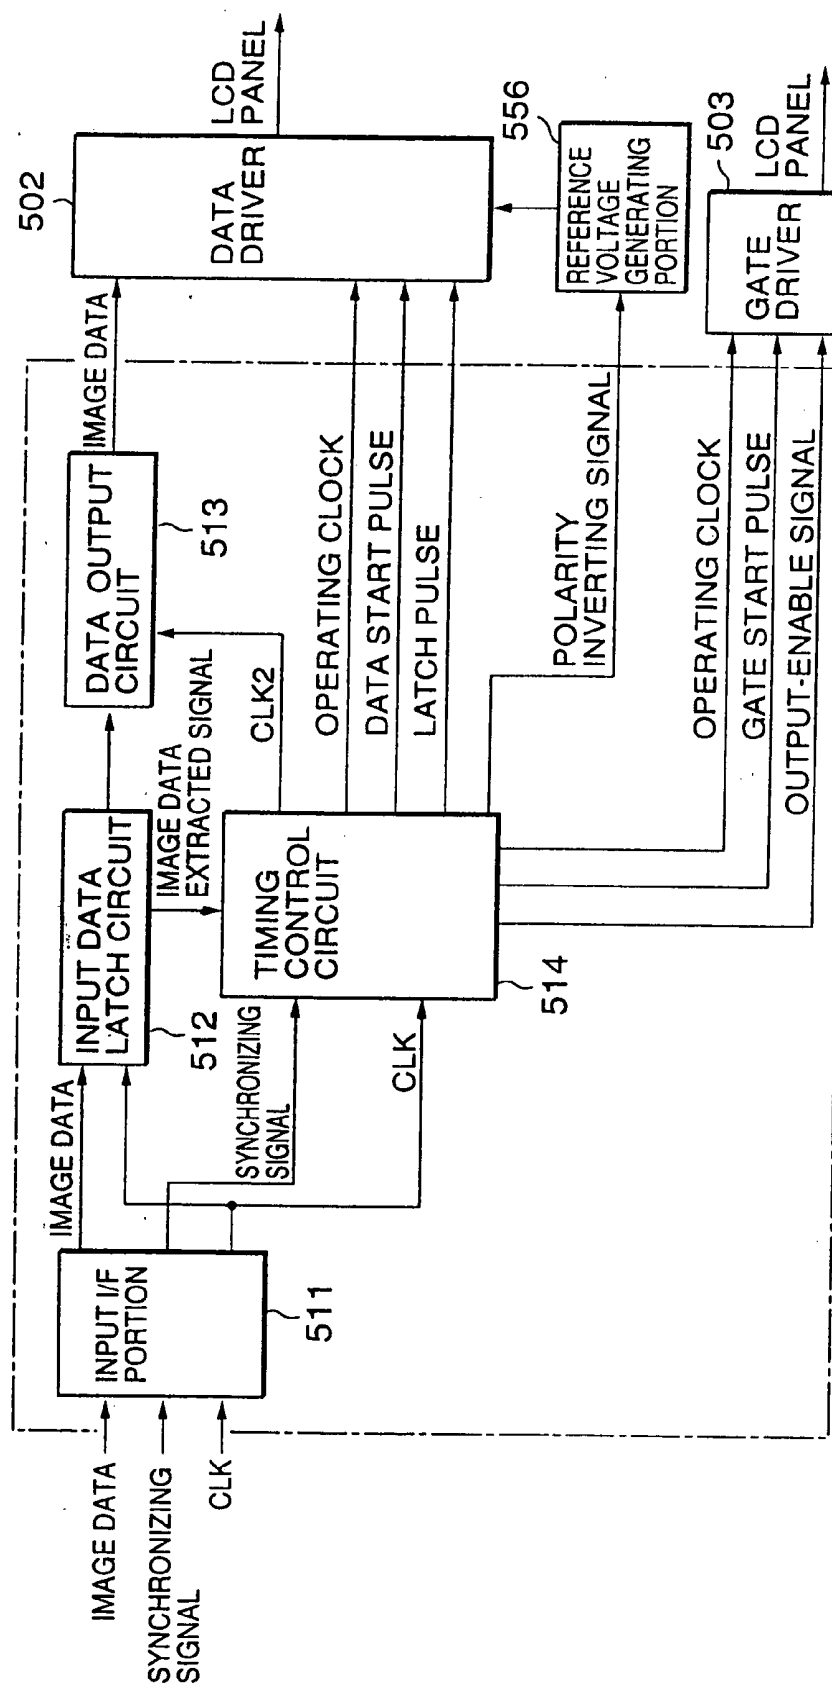 IMAGE DATA
SYNCHRONIZING
SIGNAL
CLK
INPUT I/F
PORTION
511
IMAGE DATA
SYNCHRONIZING
SIGNAL
CLK
INPUT DATA
LATCH CIRCUIT
512
IMAGE DATA
EXTRACTED SIGNAL
TIMING
CONTROL
CIRCUIT
514
DATA OUTPUT
CIRCUIT
513
CLK2
IMAGE DATA
OPERATING CLOCK
DATA START PULSE
LATCH PULSE
POLARITY
INVERTING SIGNAL
OPERATING CLOCK
GATE START PULSE
OUTPUT-ENABLE SIGNAL
502
DATA
DRIVER
LCD
PANEL
556
REFERENCE
VOLTAGE
GENERATING
PORTION
503
GATE
DRIVER
LCD
PANEL